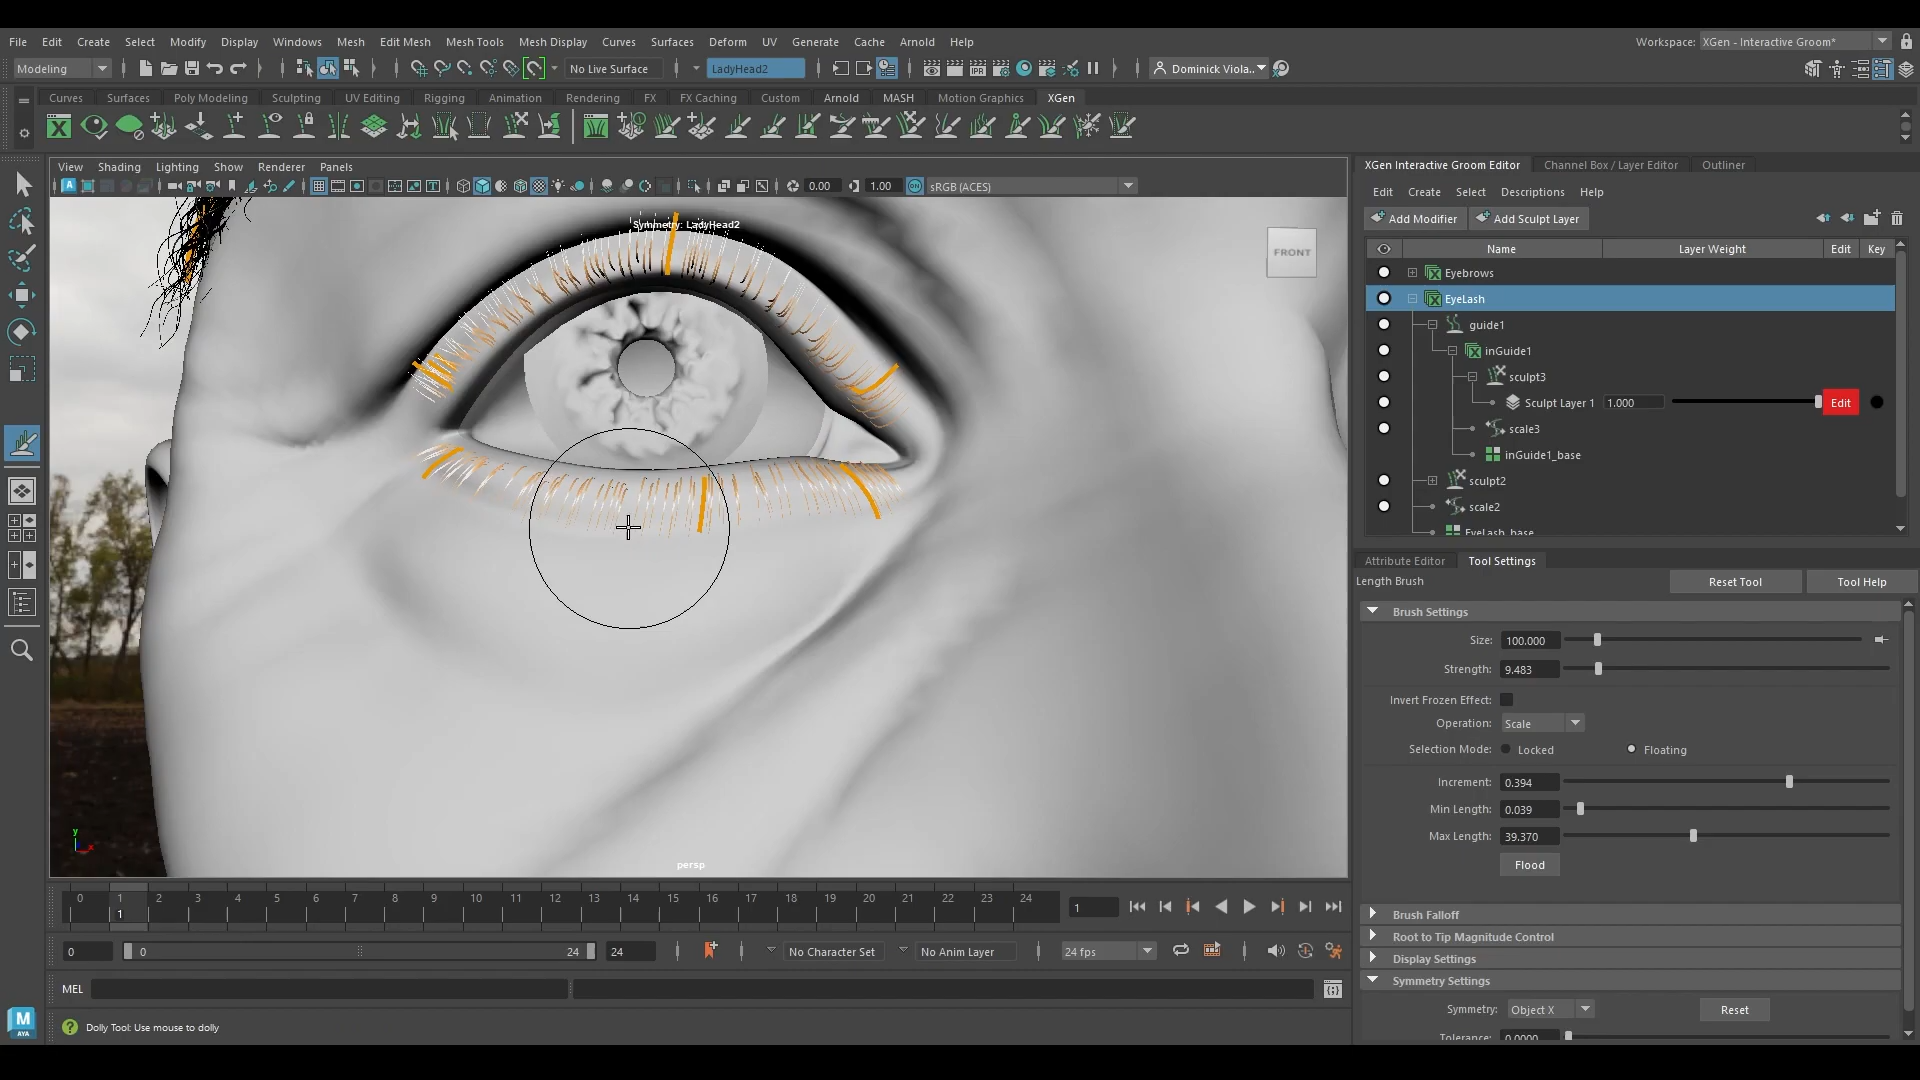 File Edit Create Select Modify Display Windows Mesh Edit Mesh Mesh Tools Mesh Display Curves Surfaces Deform UV Generate Cache Arnold Help Workspace: XGen - Interactive Groom*
Modeling No Live Surface LadyHead2 Dominick Viola..
Curves Surfaces Poly Modeling Sculpting UV Editing Rigging Animation Rendering FX FX Caching Custom Arnold MASH Motion Graphics XGen
View Shading Lighting Show Renderer Panels
0.00 1.00 sRGB (ACES)
Symmetry: LadyHead2
FRONT
persp
y
x
XGen Interactive Groom Editor Channel Box / Layer Editor Outliner
Edit Create Select Descriptions Help
Add Modifier Add Sculpt Layer
Name Layer Weight Edit Key
Eyebrows
EyeLash
guide1
inGuide1
sculpt3
Sculpt Layer 1 1.000 Edit
scale3
inGuide1_base
sculpt2
scale2
EyeLash_base
Attribute Editor Tool Settings
Length Brush Reset Tool Tool Help
Brush Settings
Size: 100.000
Strength: 9.483
Invert Frozen Effect:
Operation: Scale
Selection Mode: Locked Floating
Increment: 0.394
Min Length: 0.039
Max Length: 39.370
Flood
Brush Falloff
Root to Tip Magnitude Control
Display Settings
Symmetry Settings
Symmetry: Object X Reset
Tolerance: 0.0000
0 1 2 3 4 5 6 7 8 9 10 11 12 13 14 15 16 17 18 19 20 21 22 23 24
1 1
0 0 24 24 No Character Set No Anim Layer 24 fps
MEL
M AYA Dolly Tool: Use mouse to dolly